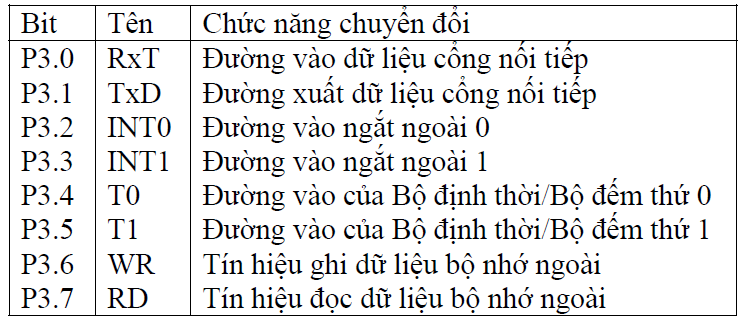 Bit Tên Chức năng chuyển đổi
P3.0 RxT Đường vào dữ liệu cổng nối tiếp
P3.1 TxD Đường xuất dữ liệu cổng nối tiếp
P3.2 INT0 Đường vào ngắt ngoài 0
P3.3 INT1 Đường vào ngắt ngoài 1
P3.4 T0 Đường vào của Bộ định thời/Bộ đếm thứ 0
P3.5 T1 Đường vào của Bộ định thời/Bộ đếm thứ 1
P3.6 WR Tín hiệu ghi dữ liệu bộ nhớ ngoài
P3.7 RD Tín hiệu đọc dữ liệu bộ nhớ ngoài